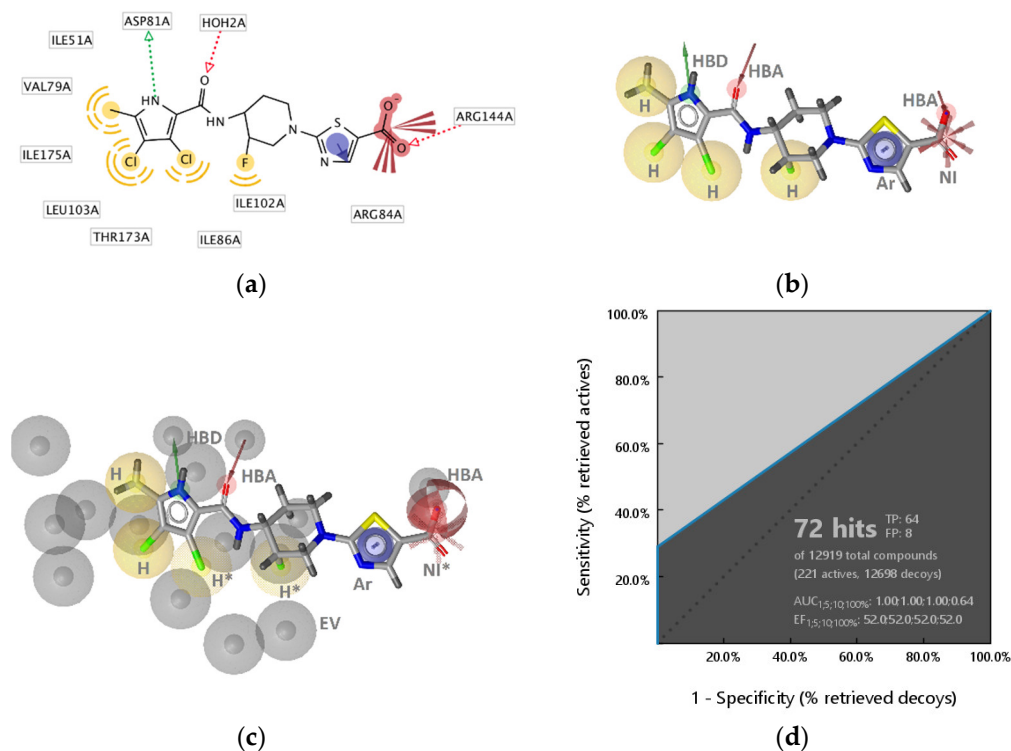 ASP81A
HOH2A
ILE51A
VAL79A
HN
O
N
H
S
N
O
O
-
ARG144A
Cl
Cl
F
N
ILE175A
ILE102A
LEU103A
ARG84A
THR173A
ILE86A
(a)
HBD
HBA
H
HBA
H
H
H
Ar
NI
(b)
HBD
H
HBA
HBA
H
H*
H*
Ar
NI*
EV
(c)
100.0%
80.0%
60.0%
40.0%
20.0%
Sensitivity (% retrieved actives)
72 hits TP: 64
FP: 8
of 12919 total compounds
(221 actives, 12698 decoys)
AUC1;5;10;100%: 1.00;1.00;1.00;0.64
EF1;5;10;100%: 52.0;52.0;52.0;52.0
20.0% 40.0% 60.0% 80.0% 100.0%
1 - Specificity (% retrieved decoys)
(d)